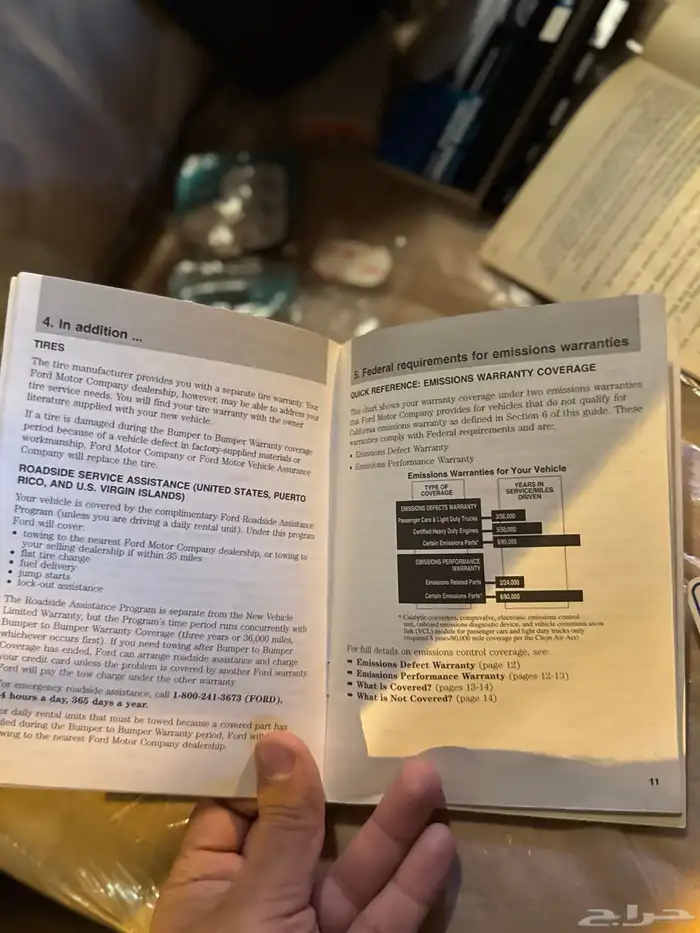 4. In addition ...
TIRES
The tire manufacturer provides you with a separate tire warranty. Your
Ford Motor Company dealership, however, may be able to address your
tire service needs. You will find your tire warranty with the owner
literature supplied with your new vehicle.
If a tire is damaged during the Bumper to Bumper Warranty coverage
period because of a vehicle defect in factory-supplied materials or
workmanship, Ford Motor Company or Ford Motor Vehicle Assurance
Company will replace the tire.
ROADSIDE SERVICE ASSISTANCE (UNITED STATES, PUERTO
RICO, AND U.S. VIRGIN ISLANDS)
Your vehicle is covered by the complimentary Ford Roadside Assistance
Program (unless you are driving a daily rental unit). Under this program
Ford will cover:
• towing to the nearest Ford Motor Company dealership, or towing to
your selling dealership if within 35 miles
• flat tire change
• fuel delivery
• jump starts
• lock-out assistance
The Roadside Assistance Program is separate from the New Vehicle
Limited Warranty, but the Program's time period runs concurrently with
Bumper to Bumper Warranty Coverage (three years or 36,000 miles,
whichever occurs first). If you need towing after Bumper to Bumper
Coverage has ended, Ford can arrange roadside assistance and charge
your credit card unless the problem is covered by another Ford warranty.
Ford will pay the tow charge under the other warranty.
or emergency roadside assistance, call 1-800-241-3673 (FORD),
4 hours a day, 365 days a year.
or daily rental units that must be towed because a covered part has
led during the Bumper to Bumper Warranty period, Ford will
wing to the nearest Ford Motor Company dealership.
5. Federal requirements for emissions warranties
QUICK REFERENCE: EMISSIONS WARRANTY COVERAGE
This chart shows your warranty coverage under two emissions warranties
that Ford Motor Company provides for vehicles that do not qualify for
California emissions warranty as defined in Section 6 of this guide. These
warranties comply with Federal requirements and are:
• Emissions Defect Warranty
• Emissions Performance Warranty
Emissions Warranties for Your Vehicle
TYPE OF COVERAGE
YEARS IN SERVICE/MILES DRIVEN
EMISSIONS DEFECTS WARRANTY
Passenger Cars & Light Duty Trucks 3/36,000
Certified Heavy Duty Engines 5/50,000
Certain Emissions Parts* 8/80,000
EMISSIONS PERFORMANCE WARRANTY
Emissions Related Parts 2/24,000
Certain Emissions Parts* 8/80,000
* Catalytic converters, electronic emissions control
unit, onboard emissions diagnostic device, and vehicle communication
link (VCL) module for passenger cars and light duty trucks only
required 8 years/80,000 mile coverage per the Clean Air Act)
For full details on emissions control coverage, see:
Emissions Defect Warranty (page 12)
Emissions Performance Warranty (pages 12-13)
What is Covered? (pages 13-14)
What is Not Covered? (page 14)
11
حراج